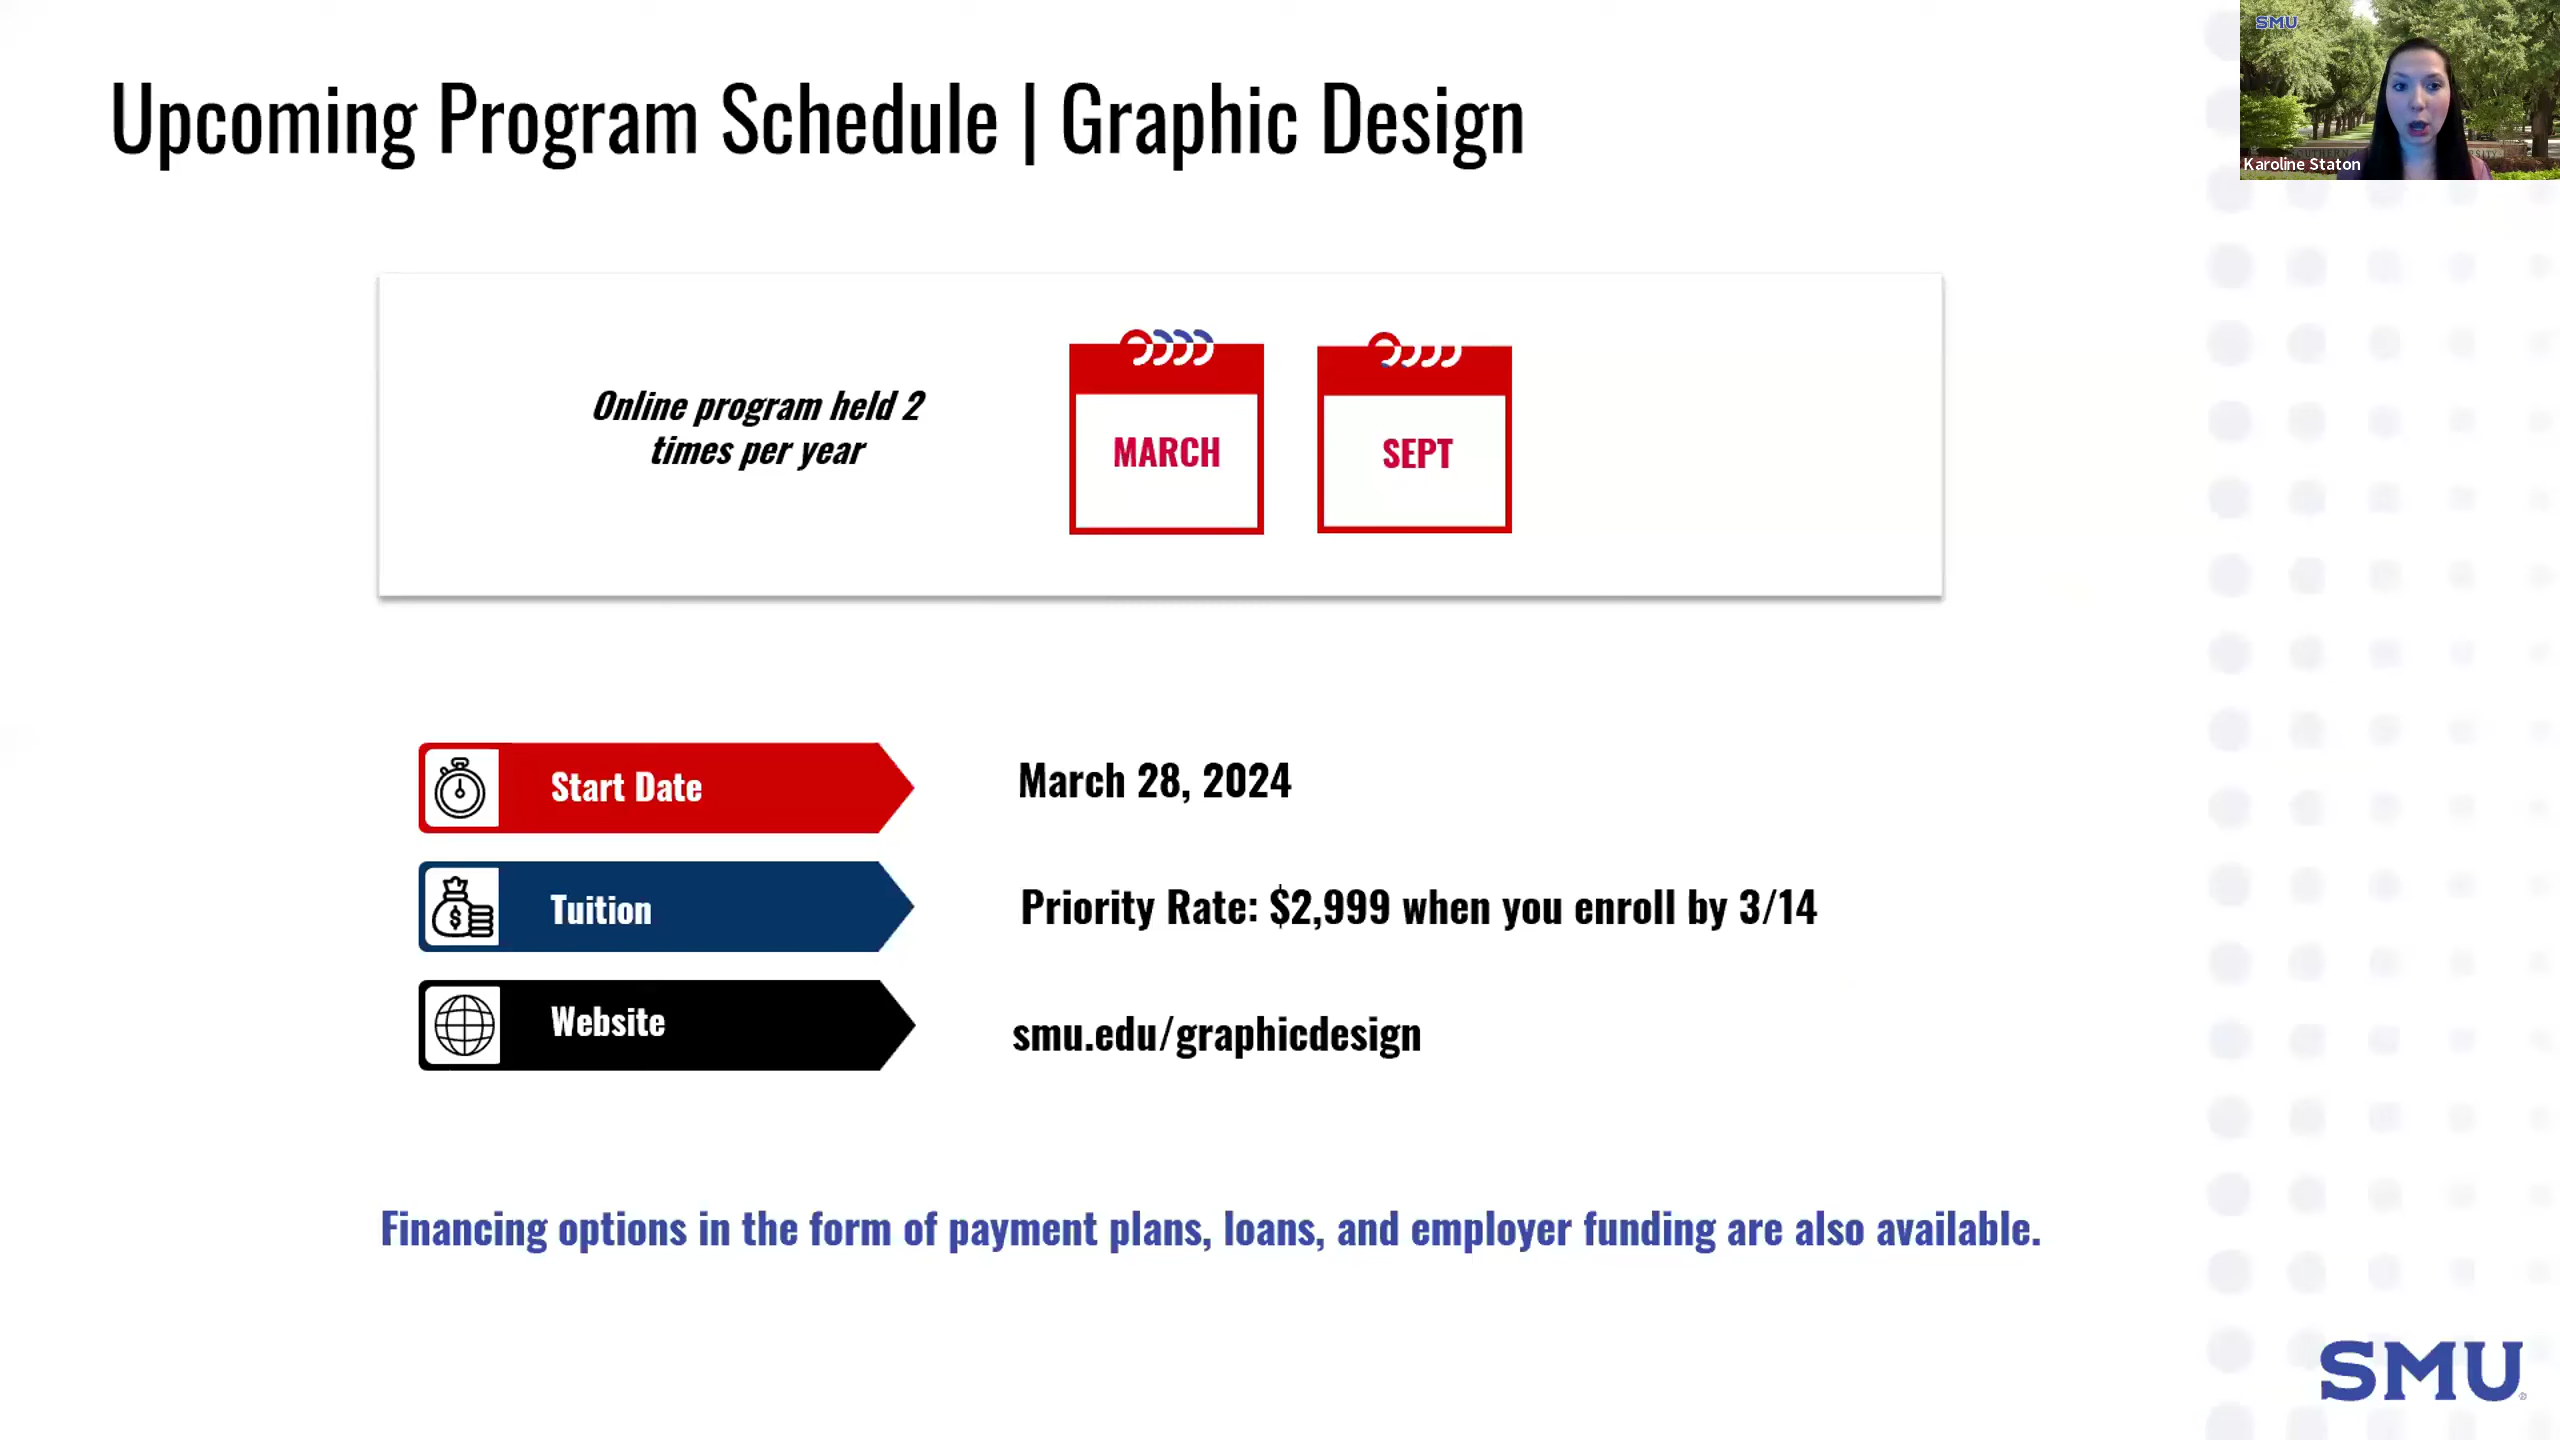 Upcoming Program Schedule | Graphic Design
SMU
Karoline Staton
Online program held 2
times per year
MARCH
SEPT
Start Date
March 28, 2024
Tuition
Priority Rate: $2,999 when you enroll by 3/14
Website
smu.edu/graphicdesign
Financing options in the form of payment plans, loans, and employer funding are also available.
SMU